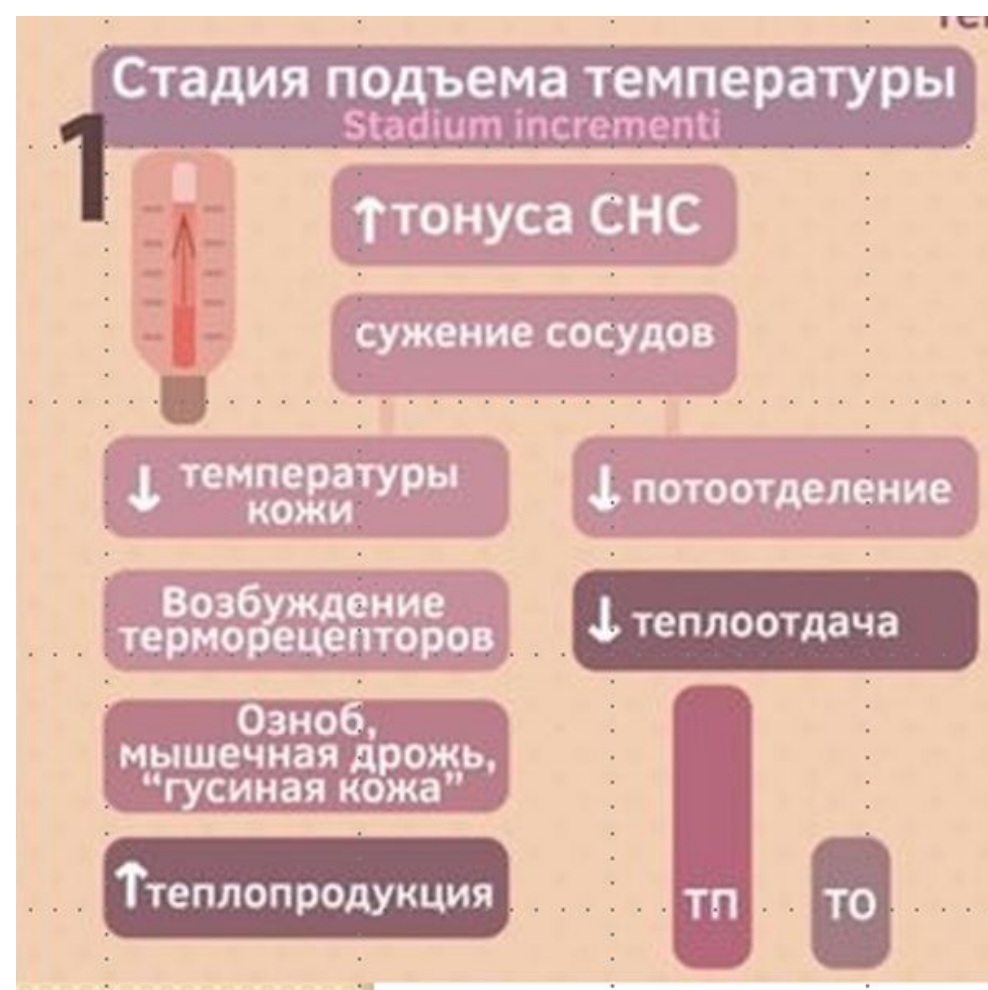 Стадия подъема температуры
Stadium incrementi
1
↑тонуса СНС
сужение сосудов
↓ температуры
кожи
↓ потоотделение
Возбуждение
терморецепторов
↓ теплоотдача
Озноб,
мышечная дрожь,
“гусиная кожа”
↑теплопродукция
ТП
ТО